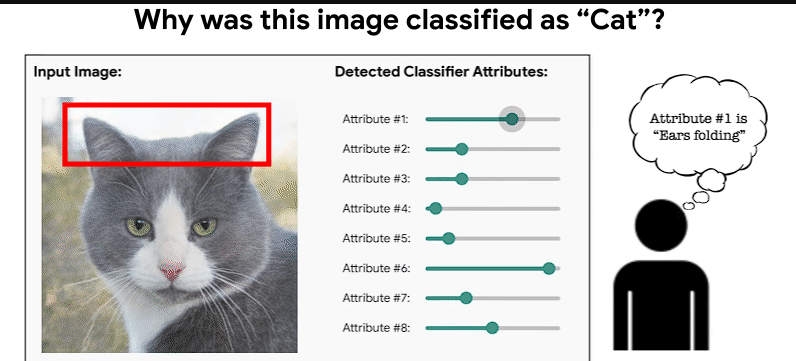 Why was this image classified as “Cat”?
Input Image:
Detected Classifier Attributes:
Attribute #1:
Attribute #2:
Attribute #3:
Attribute #4:
Attribute #5:
Attribute #6:
Attribute #7:
Attribute #8:
Attribute #1 is
“Ears folding”